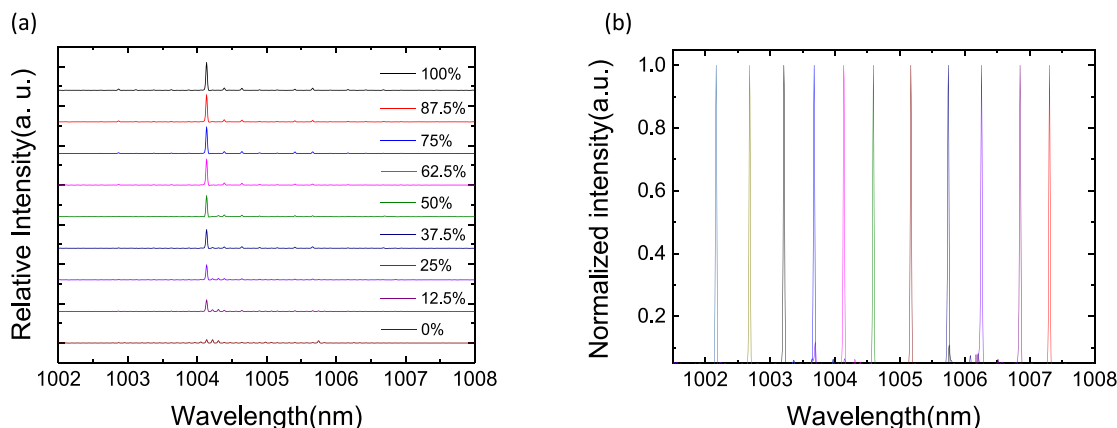 (a)
Relative Intensity(a. u.)
100%
87.5%
75%
62.5%
50%
37.5%
25%
12.5%
0%
1002 1003 1004 1005 1006 1007 1008
Wavelength(nm)
(b)
Normalized intensity(a.u.)
1.0
0.8
0.6
0.4
0.2
1002 1003 1004 1005 1006 1007 1008
Wavelength(nm)